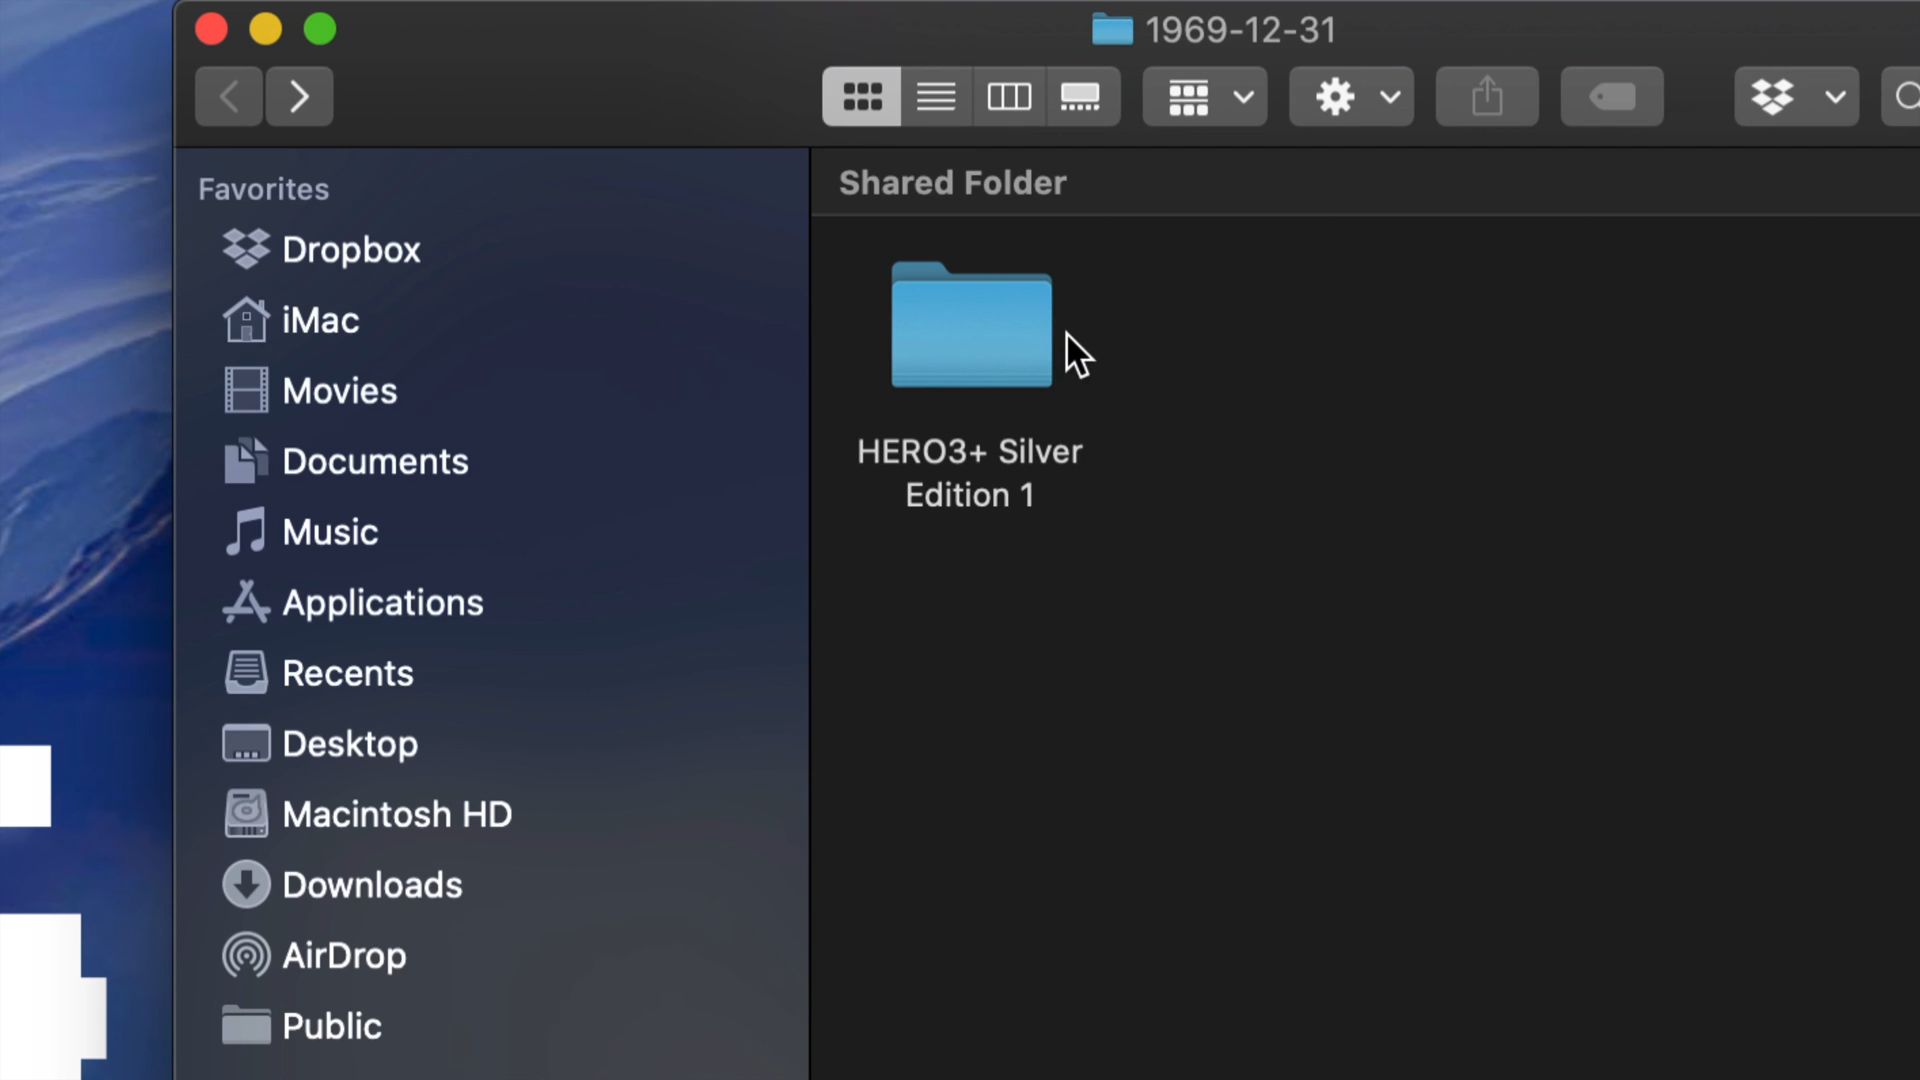 1969-12-31
Favorites
Dropbox
iMac
Movies
Documents
Music
Applications
Recents
Desktop
Macintosh HD
Downloads
AirDrop
Public
Shared Folder
HERO3+ Silver
Edition 1